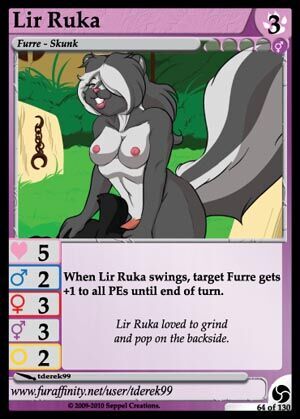 Lir Ruka
3
Furre - Skunk
5
2
When Lir Ruka swings, target Furre gets
+1 to all PEs until end of turn.
3
3
Lir Ruka loved to grind
and pop on the backside.
2
tderek99
www.furaffinity.net/user/tderek99
© 2009-2010 Seppel Creations.
64 of 130